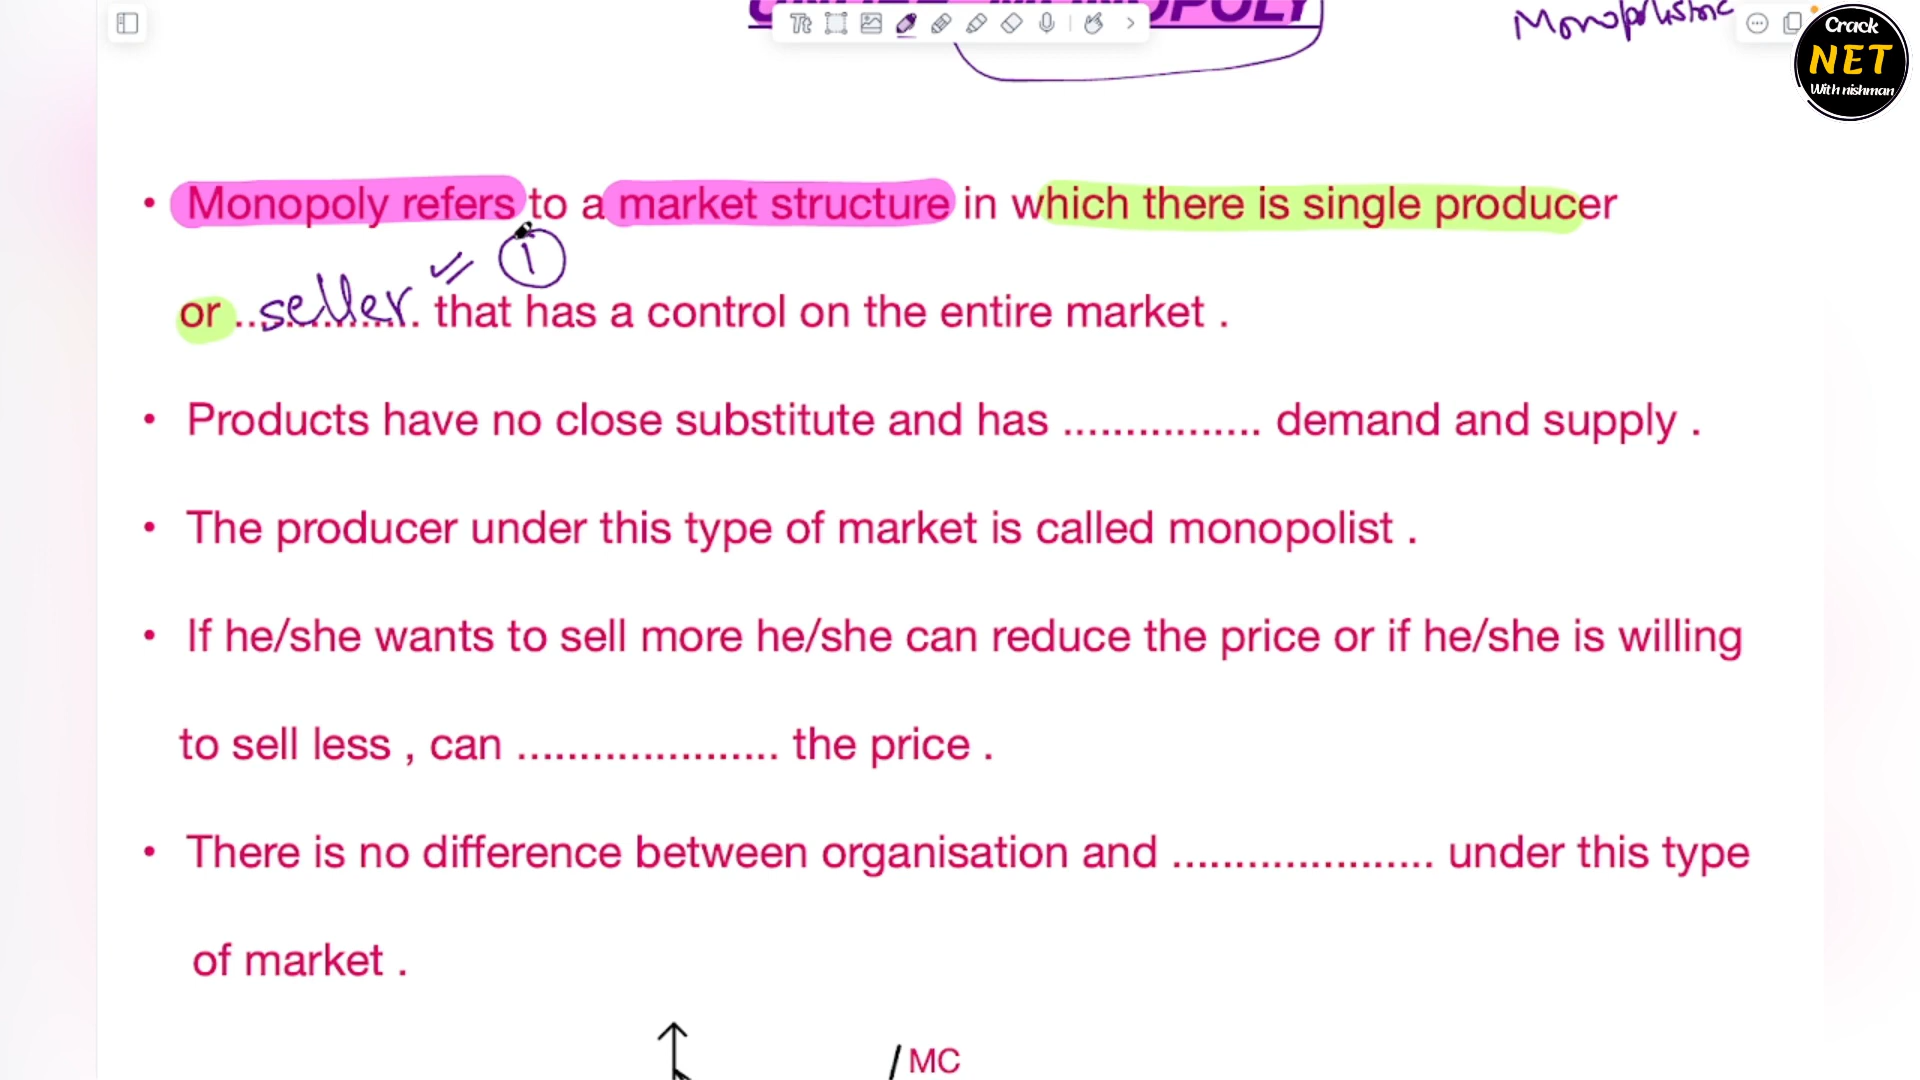 MONOPOLY
Monopolistic
Crack
NET
With nishman
• Monopoly refers to a market structure in which there is single producer
1
or ................ seller that has a control on the entire market .
• Products have no close substitute and has ................ demand and supply .
• The producer under this type of market is called monopolist .
• If he/she wants to sell more he/she can reduce the price or if he/she is willing
to sell less , can ..................... the price .
• There is no difference between organisation and ..................... under this type
of market .
MC